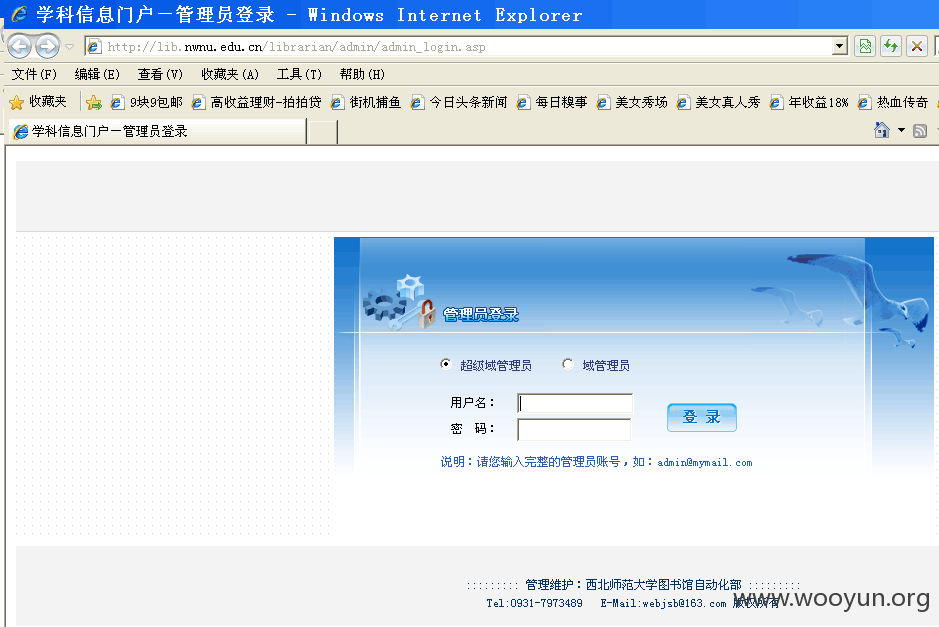 学科信息门户－管理员登录 - Windows Internet Explorer
http://lib.nwnu.edu.cn/librarian/admin/admin_login.asp
文件(F) 编辑(E) 查看(V) 收藏夹(A) 工具(T) 帮助(H)
收藏夹 9块9包邮 高收益理财-拍拍贷 街机捕鱼 今日头条新闻 每日糗事 美女秀场 美女真人秀 年收益18% 热血传奇
学科信息门户－管理员登录
管理员登录
超级域管理员 域管理员
用户名：
密 码：
登 录
说明：请您输入完整的管理员账号，如：admin@mymail.com
::::::::: 管理维护：西北师范大学图书馆自动化部 :::::::::
Tel:0931-7973489 E-Mail:webjsb@163.com 版权所有
www.wooyun.org